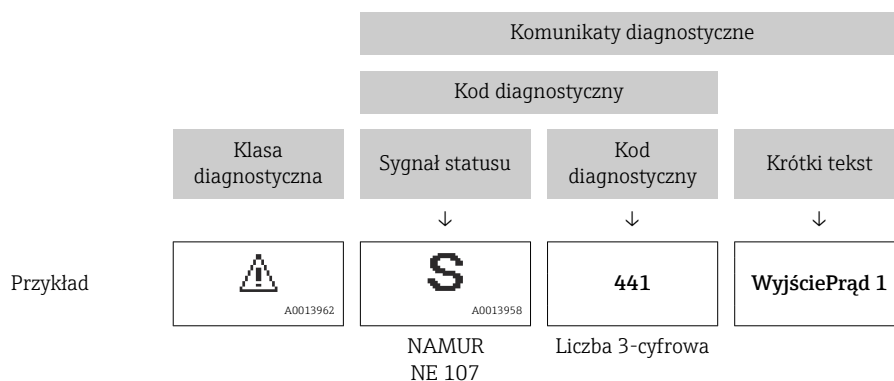 Komunikaty diagnostyczne
Kod diagnostyczny
Klasa
diagnostyczna
Sygnał statusu
Kod
diagnostyczny
Krótki tekst
↓ ↓ ↓
Przykład
A0013962
S
A0013958
441
WyjściePrąd 1
NAMUR
NE 107
Liczba 3-cyfrowa